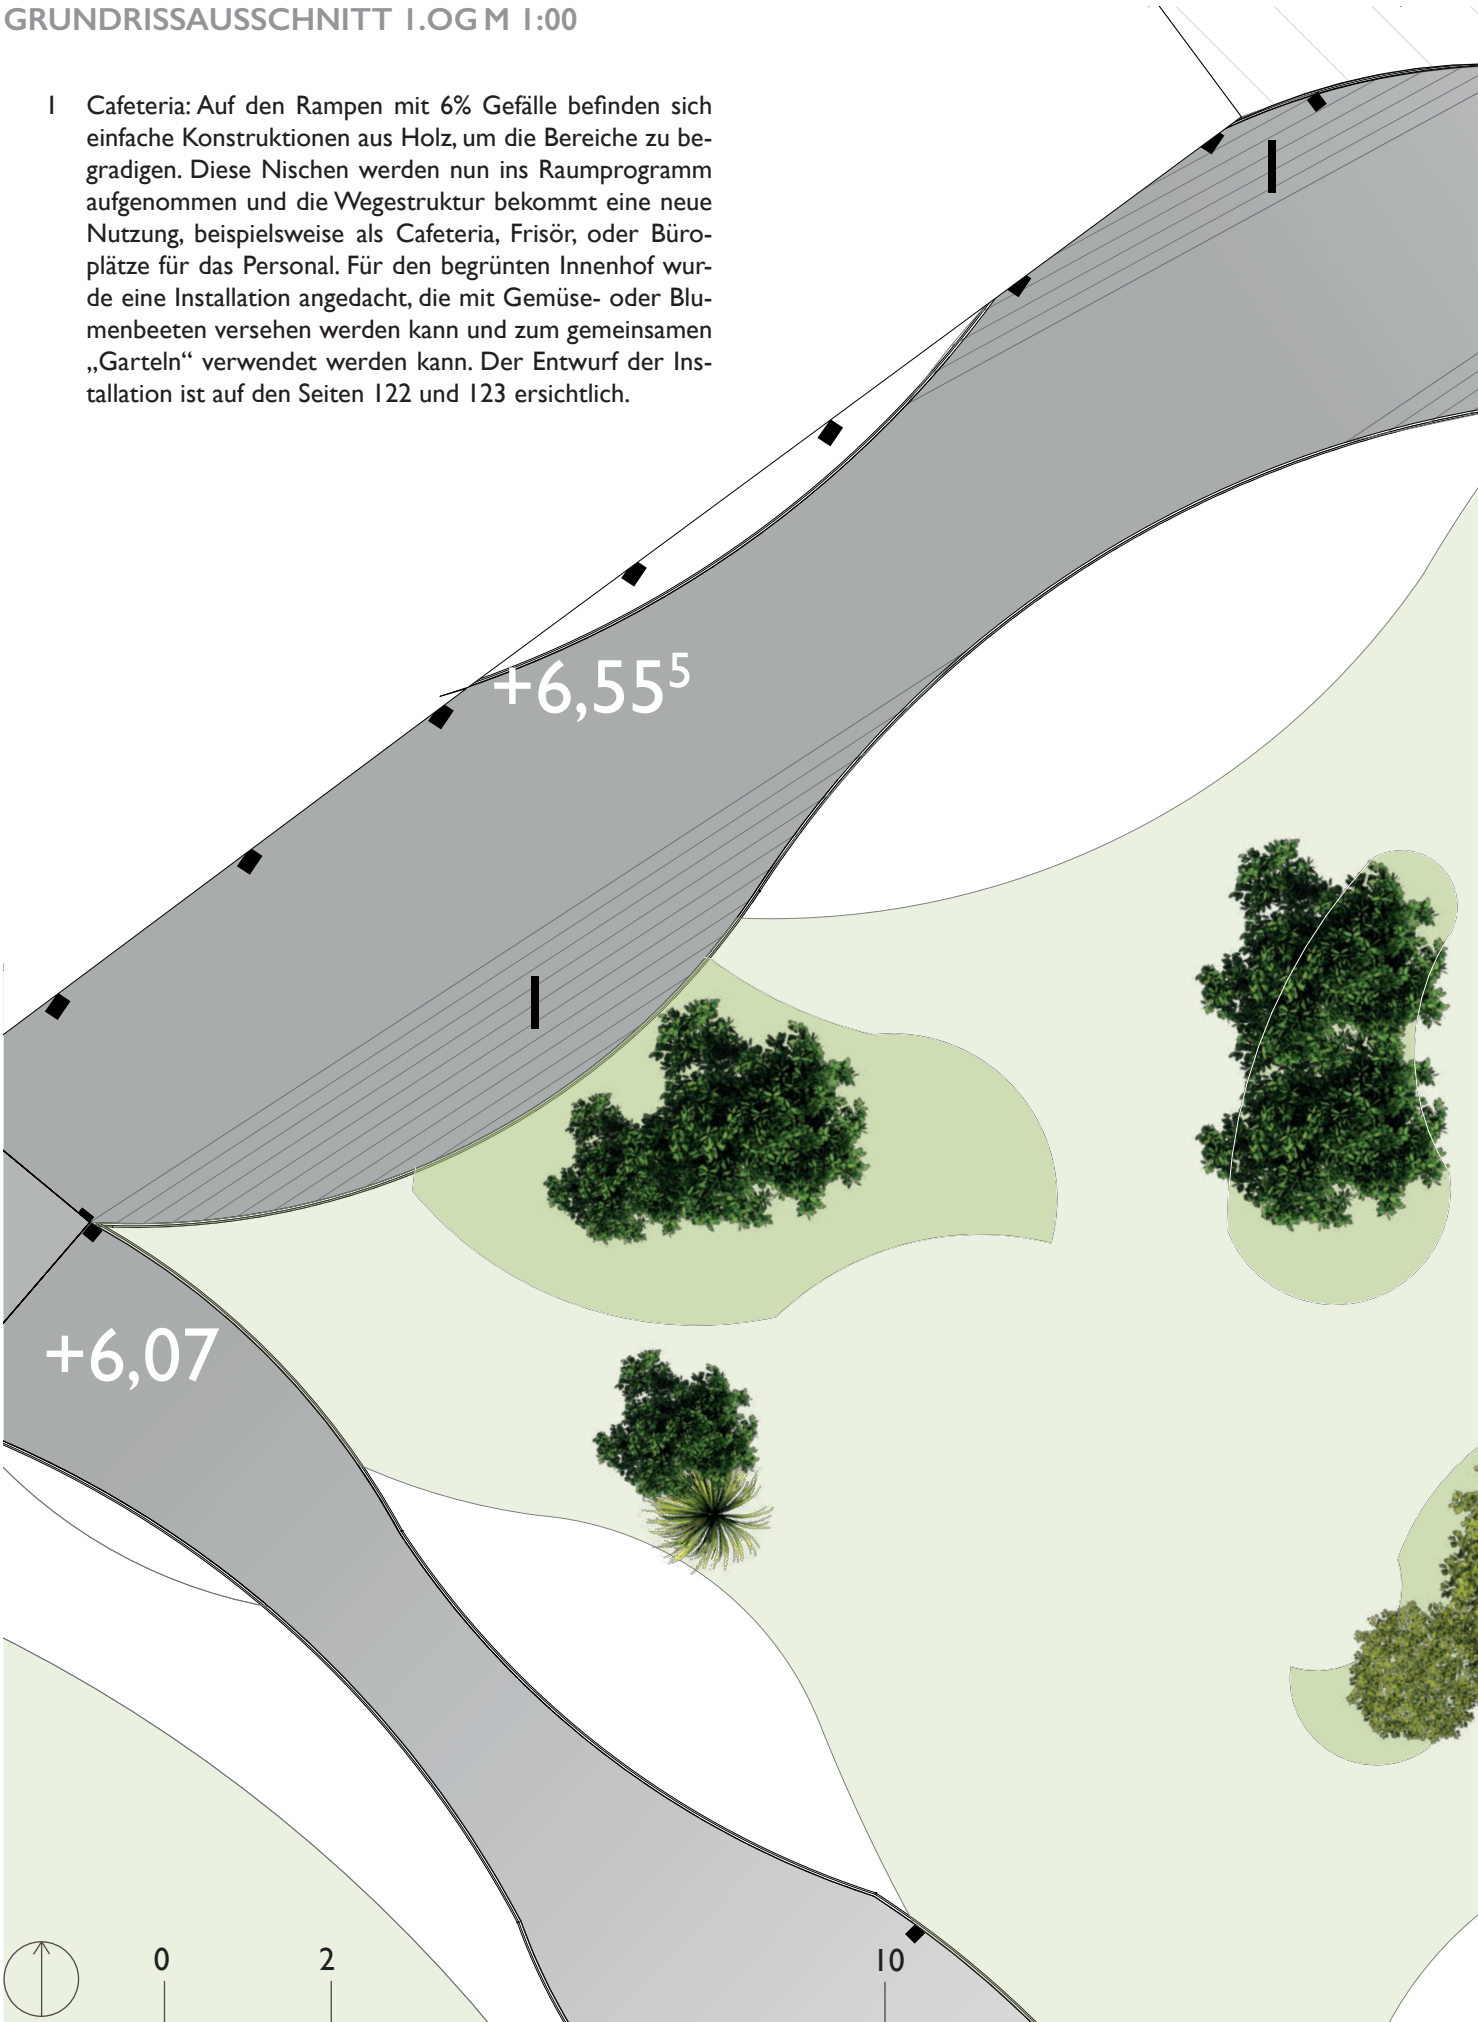 GRUNDRISSAUSSCHNITT 1.OG M 1:00
1 Cafeteria: Auf den Rampen mit 6% Gefälle befinden sich
einfache Konstruktionen aus Holz, um die Bereiche zu be-
gradigen. Diese Nischen werden nun ins Raumprogramm
aufgenommen und die Wegestruktur bekommt eine neue
Nutzung, beispielsweise als Cafeteria, Frisör, oder Büro-
plätze für das Personal. Für den begrünten Innenhof wur-
de eine Installation angedacht, die mit Gemüse- oder Blu-
menbeeten versehen werden kann und zum gemeinsamen
„Garteln“ verwendet werden kann. Der Entwurf der Ins-
tallation ist auf den Seiten 122 und 123 ersichtlich.
1
+6,55⁵
1
+6,07
0 2 10